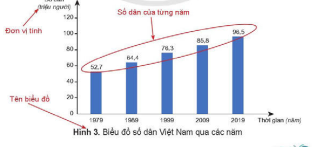 (triệu người)
Số dân của từng năm
Đơn vị tính
120
100
96,5
85,8
80
76,3
64,4
60
52,7
40
20
Tên biểu đồ
0
1979 1989 1999 2009 2019 Thời gian (năm)
Hình 3. Biểu đồ số dân Việt Nam qua các năm